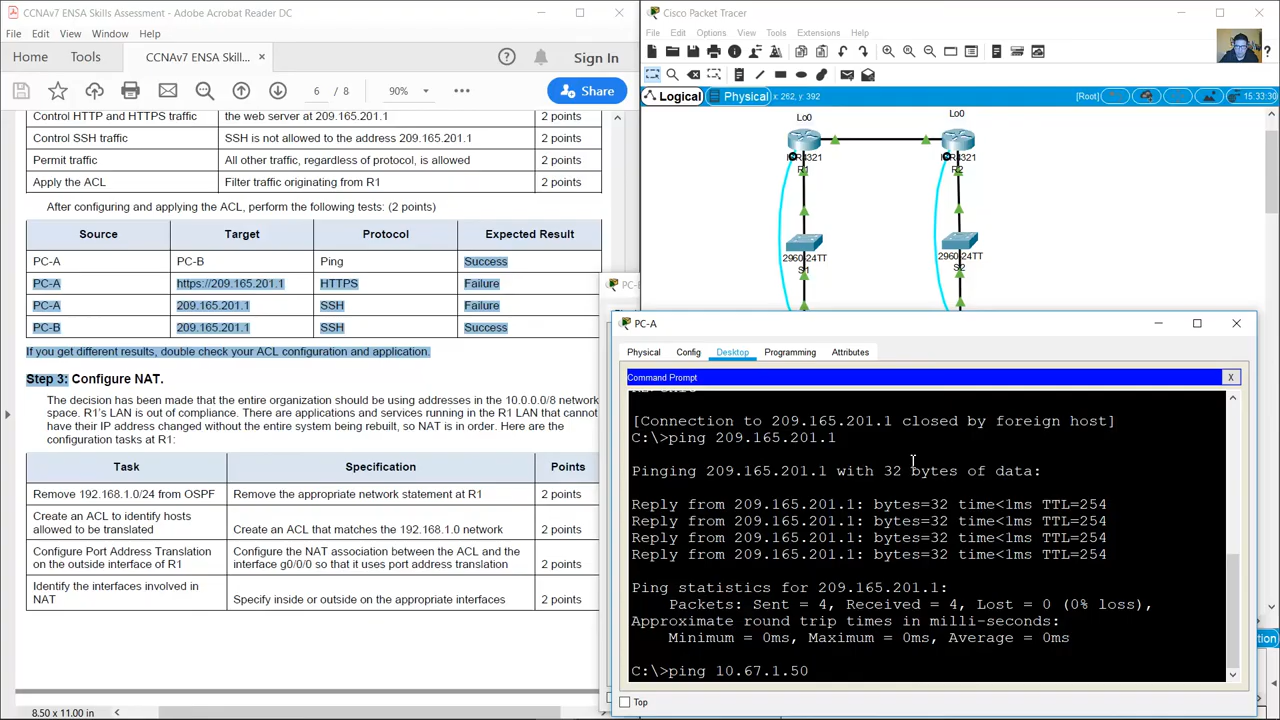 CCNAv7 ENSA Skills Assessment - Adobe Acrobat Reader DC
File Edit View Window Help
Home Tools CCNAv7 ENSA Skill... × Sign In
6 / 8 90% Share
Control HTTP and HTTPS traffic the web server at 209.165.201.1 2 points
Control SSH traffic SSH is not allowed to the address 209.165.201.1 2 points
Permit traffic All other traffic, regardless of protocol, is allowed 2 points
Apply the ACL Filter traffic originating from R1 2 points
After configuring and applying the ACL, perform the following tests: (2 points)
Source Target Protocol Expected Result
PC-A PC-B Ping Success
PC-A https://209.165.201.1 HTTPS Failure
PC-A 209.165.201.1 SSH Failure
PC-B 209.165.201.1 SSH Success
If you get different results, double check your ACL configuration and application.
Step 3: Configure NAT.
The decision has been made that the entire organization should be using addresses in the 10.0.0.0/8 network
space. R1's LAN is out of compliance. There are applications and services running in the R1 LAN that cannot
have their IP address changed without the entire system being rebuilt, so NAT is in order. Here are the
configuration tasks at R1:
Task Specification Points
Remove 192.168.1.0/24 from OSPF Remove the appropriate network statement at R1 2 points
Create an ACL to identify hosts
allowed to be translated Create an ACL that matches the 192.168.1.0 network 2 points
Configure Port Address Translation
on the outside interface of R1 Configure the NAT association between the ACL and the
interface g0/0/0 so that it uses port address translation 2 points
Identify the interfaces involved in
NAT Specify inside or outside on the appropriate interfaces 2 points
8.50 x 11.00 in
Cisco Packet Tracer
File Edit Options View Tools Extensions Help
Logical Physical x: 262, y: 392 [Root] 15:33:30
Lo0 Lo0
R1 R2
2960-24TT 2960-24TT
S1 S2
PC-A
Physical Config Desktop Programming Attributes
Command Prompt X
[Connection to 209.165.201.1 closed by foreign host]
C:\>ping 209.165.201.1
Pinging 209.165.201.1 with 32 bytes of data:
Reply from 209.165.201.1: bytes=32 time<1ms TTL=254
Reply from 209.165.201.1: bytes=32 time<1ms TTL=254
Reply from 209.165.201.1: bytes=32 time<1ms TTL=254
Reply from 209.165.201.1: bytes=32 time<1ms TTL=254
Ping statistics for 209.165.201.1:
Packets: Sent = 4, Received = 4, Lost = 0 (0% loss),
Approximate round trip times in milli-seconds:
Minimum = 0ms, Maximum = 0ms, Average = 0ms
C:\>ping 10.67.1.50
Top